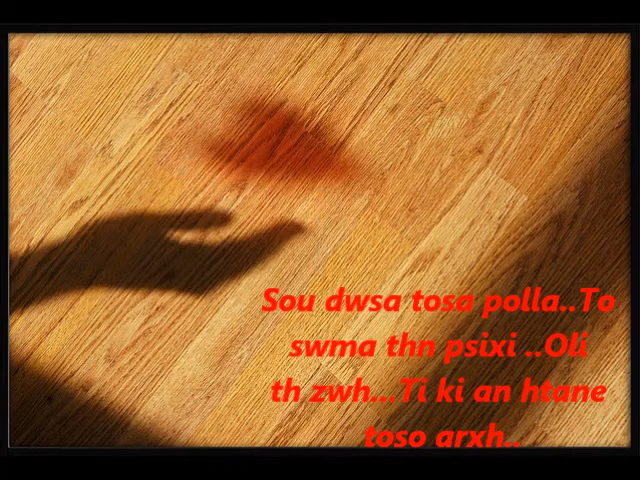 Sou dwsa tosa polla..To
swma thn psixi ..Oli
th zwh...Ti ki an htane
toso arxh..